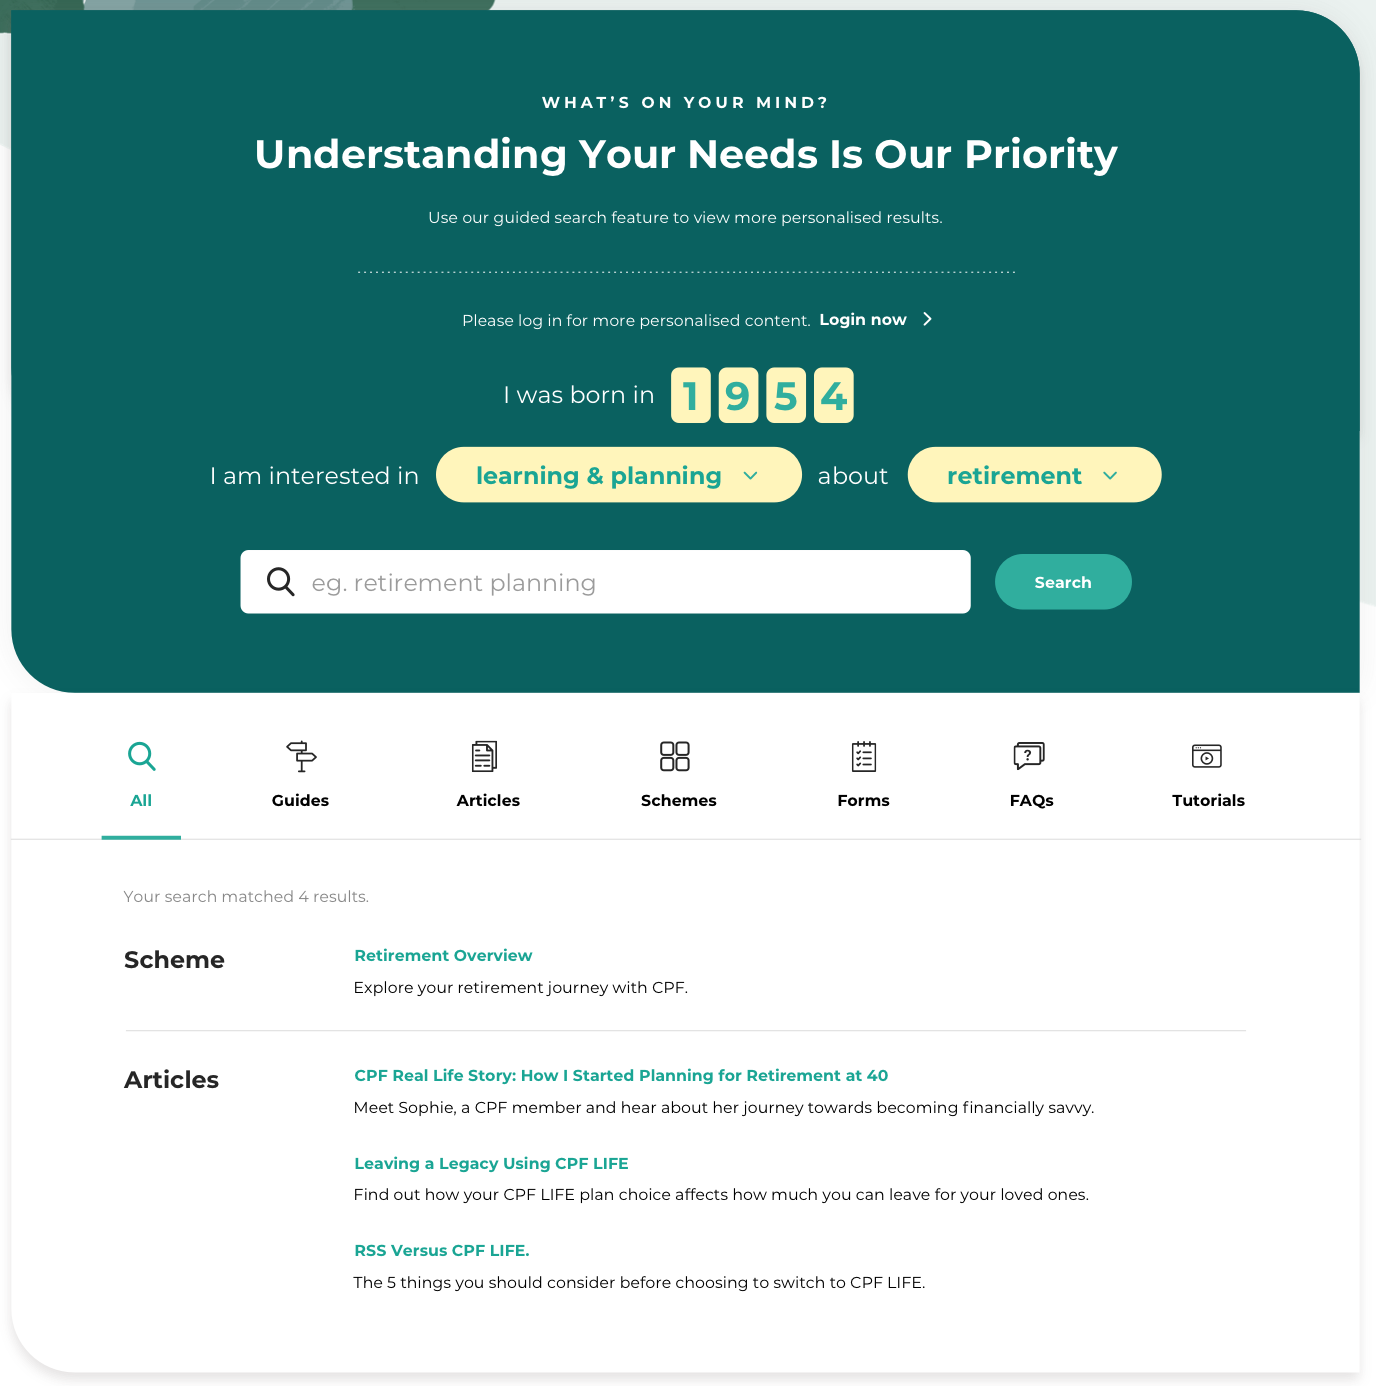 WHAT’S ON YOUR MIND?
Understanding Your Needs Is Our Priority
Use our guided search feature to view more personalised results.
Please log in for more personalised content. Login now
I was born in 1 9 5 4
I am interested in learning & planning about retirement
eg. retirement planning Search
All Guides Articles Schemes Forms FAQs Tutorials
Your search matched 4 results.
Scheme
Retirement Overview
Explore your retirement journey with CPF.
Articles
CPF Real Life Story: How I Started Planning for Retirement at 40
Meet Sophie, a CPF member and hear about her journey towards becoming financially savvy.
Leaving a Legacy Using CPF LIFE
Find out how your CPF LIFE plan choice affects how much you can leave for your loved ones.
RSS Versus CPF LIFE.
The 5 things you should consider before choosing to switch to CPF LIFE.